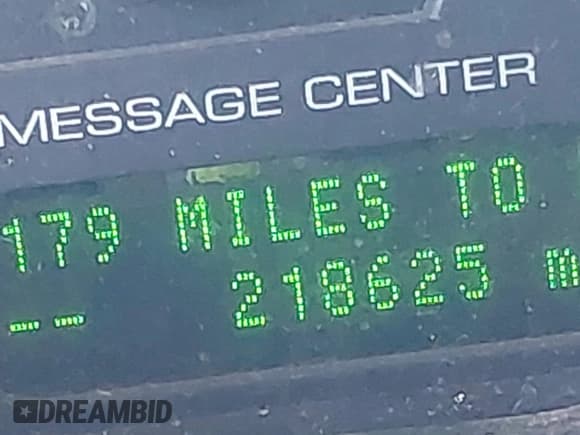 MESSAGE CENTER
179 MILES TO
-- 218625 m
DREAMBID